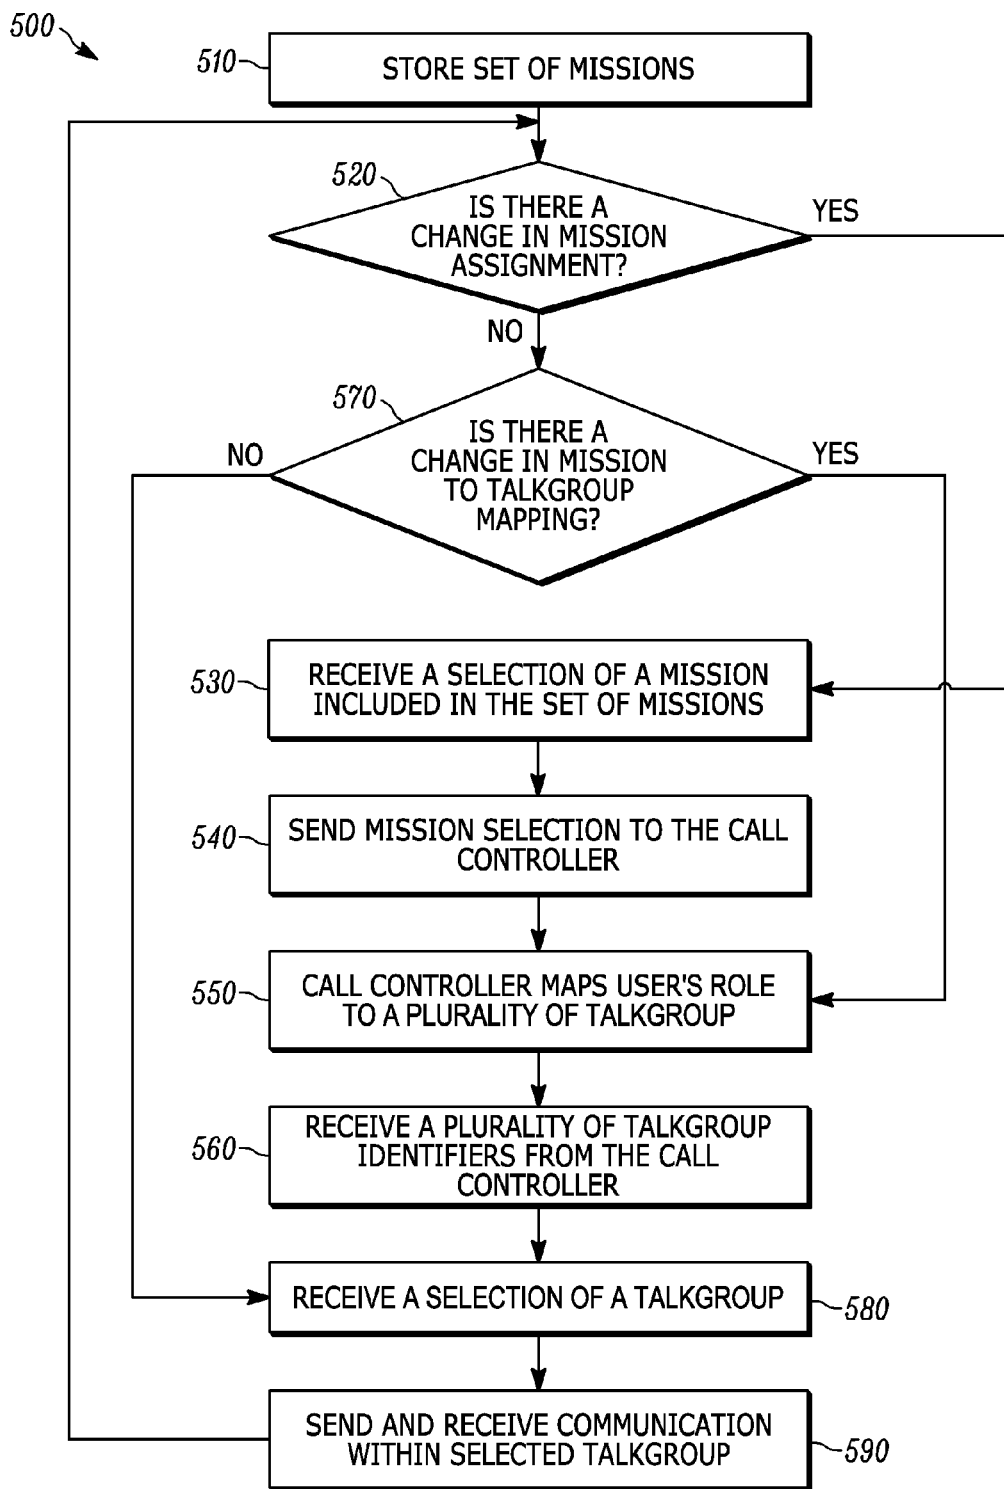 500
510
STORE SET OF MISSIONS
520
IS THERE A
CHANGE IN MISSION
ASSIGNMENT?
YES
NO
570
IS THERE A
CHANGE IN MISSION
TO TALKGROUP
MAPPING?
NO
YES
530
RECEIVE A SELECTION OF A MISSION
INCLUDED IN THE SET OF MISSIONS
540
SEND MISSION SELECTION TO THE CALL
CONTROLLER
550
CALL CONTROLLER MAPS USER'S ROLE
TO A PLURALITY OF TALKGROUP
560
RECEIVE A PLURALITY OF TALKGROUP
IDENTIFIERS FROM THE CALL
CONTROLLER
RECEIVE A SELECTION OF A TALKGROUP
580
SEND AND RECEIVE COMMUNICATION
WITHIN SELECTED TALKGROUP
590